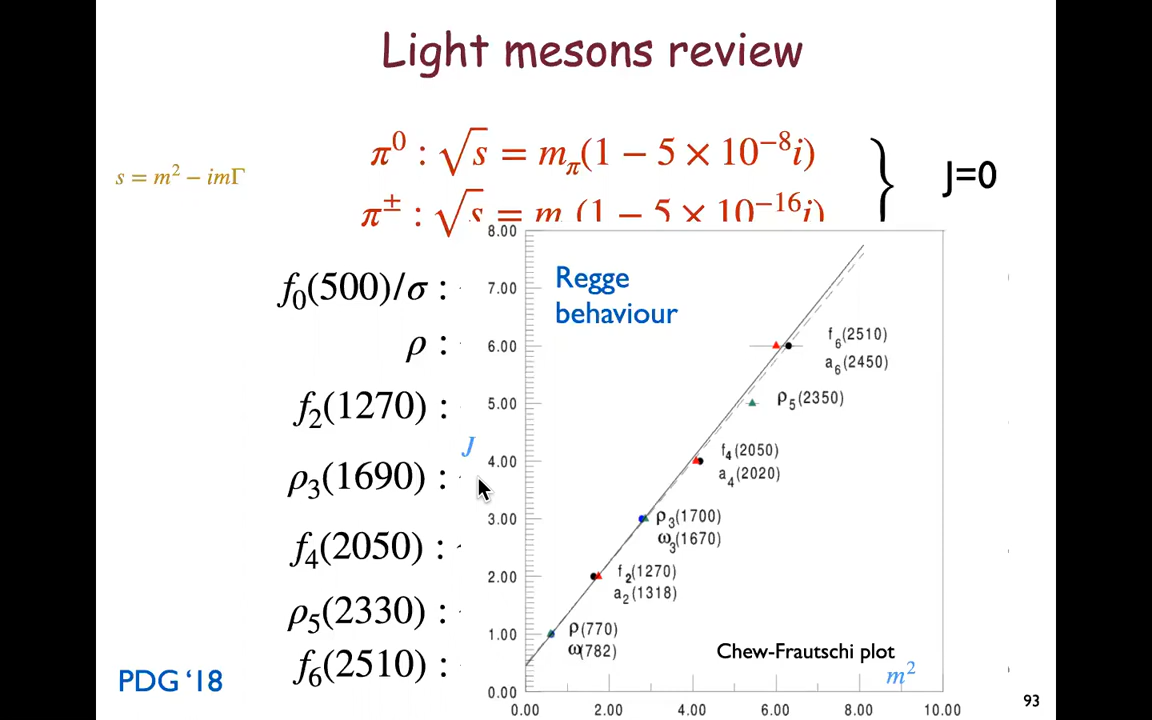 Light mesons review
s = m² − imΓ
π⁰ : √s = m_π(1 − 5 × 10⁻⁸i)
J=0
π± : √s = m (1 − 5 × 10⁻¹⁶i)
f₀(500)/σ :
ρ :
f₂(1270) :
ρ₃(1690) :
f₄(2050) :
ρ₅(2330) :
f₆(2510) :
PDG ‘18
Regge
behaviour
8.00
7.00
6.00
5.00
4.00
3.00
2.00
1.00
0.00
J
f₆(2510)
a₆(2450)
ρ₅(2350)
f₄(2050)
a₄(2020)
ρ₃(1700)
ω₃(1670)
f₂(1270)
a₂(1318)
ρ(770)
ω(782)
Chew-Frautschi plot
m²
0.00 2.00 4.00 6.00 8.00 10.00
93